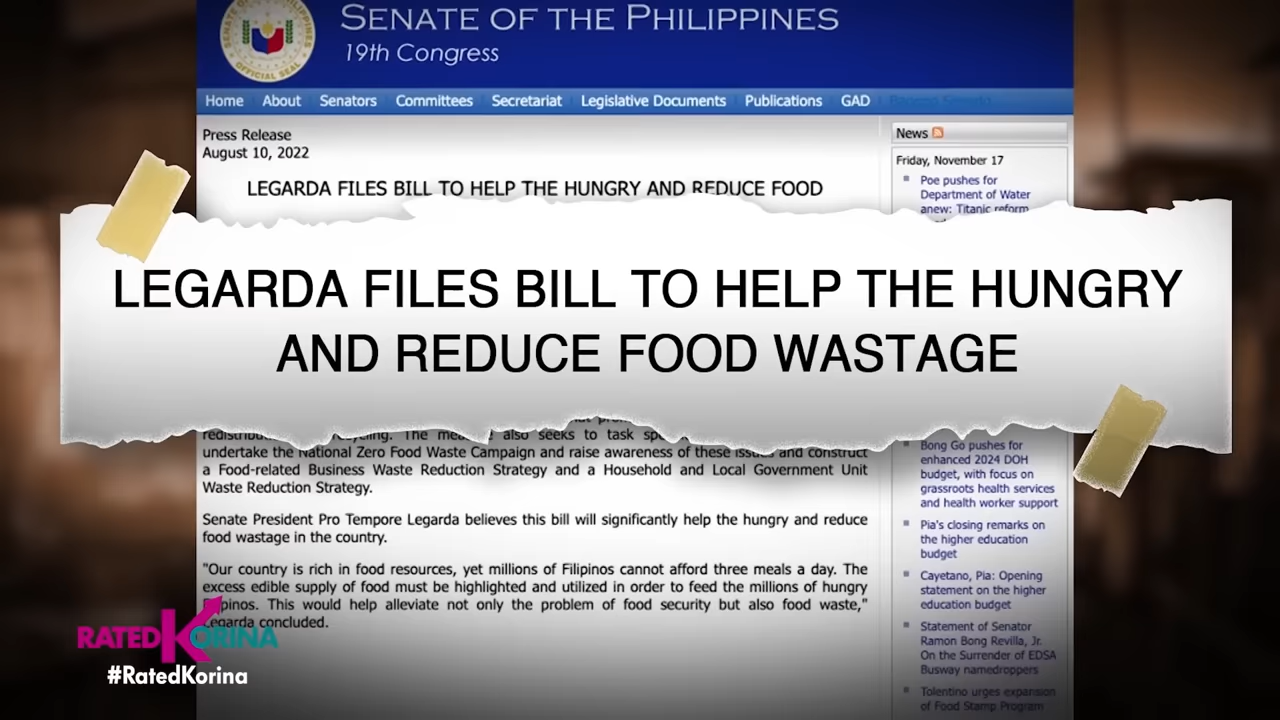 SENATE OF THE PHILIPPINES
19th Congress
SENATE OF THE PHILIPPINES
OFFICIAL SEAL
Home About Senators Committees Secretariat Legislative Documents Publications GAD
Press Release
August 10, 2022
LEGARDA FILES BILL TO HELP THE HUNGRY AND REDUCE FOOD
LEGARDA FILES BILL TO HELP THE HUNGRY
AND REDUCE FOOD WASTAGE
The also seeks to task
undertake the National Zero Food Waste Campaign and raise awareness of these issues and construct
a Food-related Business Waste Reduction Strategy and a Household and Local Government Unit
Waste Reduction Strategy.
Senate President Pro Tempore Legarda believes this bill will significantly help the hungry and reduce
food wastage in the country.
"Our country is rich in food resources, yet millions of Filipinos cannot afford three meals a day. The
excess edible supply of food must be highlighted and utilized in order to feed the millions of hungry
Filipinos. This would help alleviate not only the problem of food security but also food waste,"
Legarda concluded.
News
Friday, November 17
Poe pushes for
Department of Water
anew: Titanic reform
Bong Go pushes for
enhanced 2024 DOH
budget, with focus on
grassroots health services
and health worker support
Pia's closing remarks on
the higher education
budget
Cayetano, Pia: Opening
statement on the higher
education budget
Statement of Senator
Ramon Bong Revilla, Jr.
On the Surrender of EDSA
Busway namedroppers
Tolentino urges expansion
of Food Stamp Program
RATED KORINA
#RatedKorina